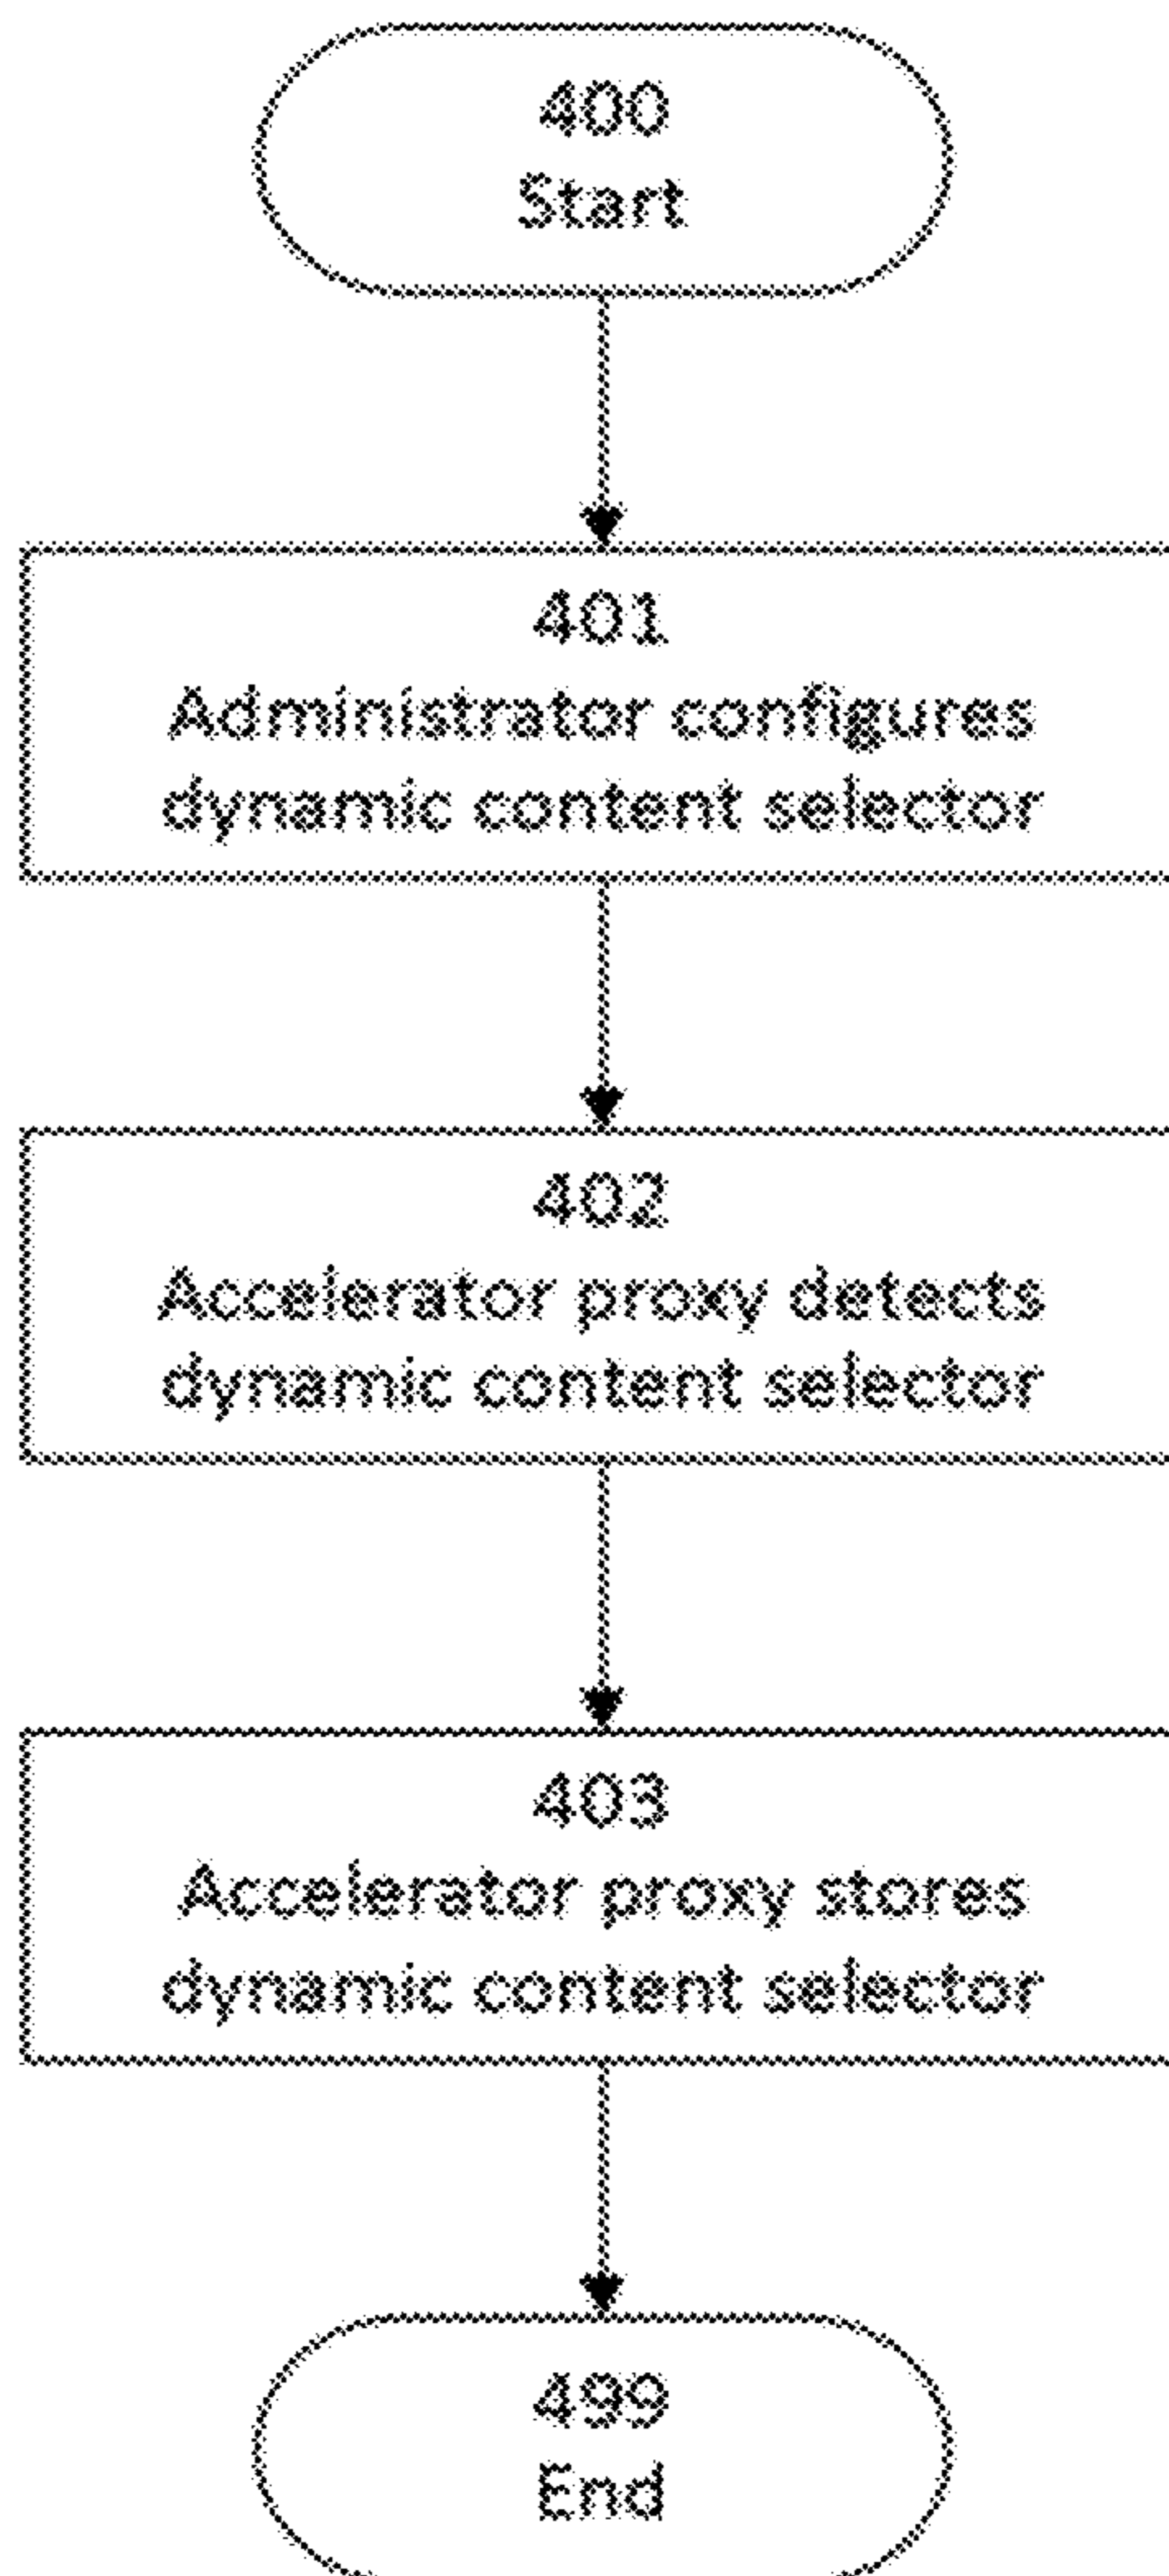 400
Start
401
Administrator configures
dynamic content selector
402
Accelerator proxy detects
dynamic content selector
403
Accelerator proxy stores
dynamic content selector
499
End